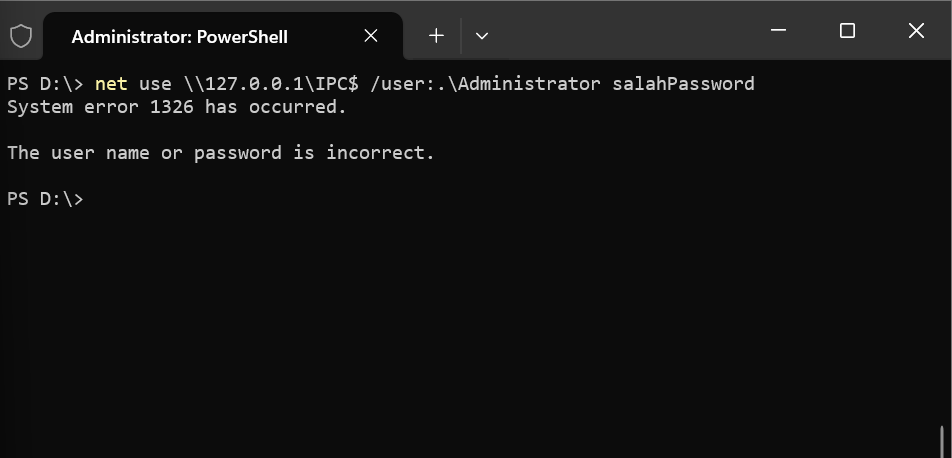 Administrator: PowerShell
PS D:\> net use \\127.0.0.1\IPC$ /user:.\Administrator salahPassword
System error 1326 has occurred.
The user name or password is incorrect.
PS D:\>